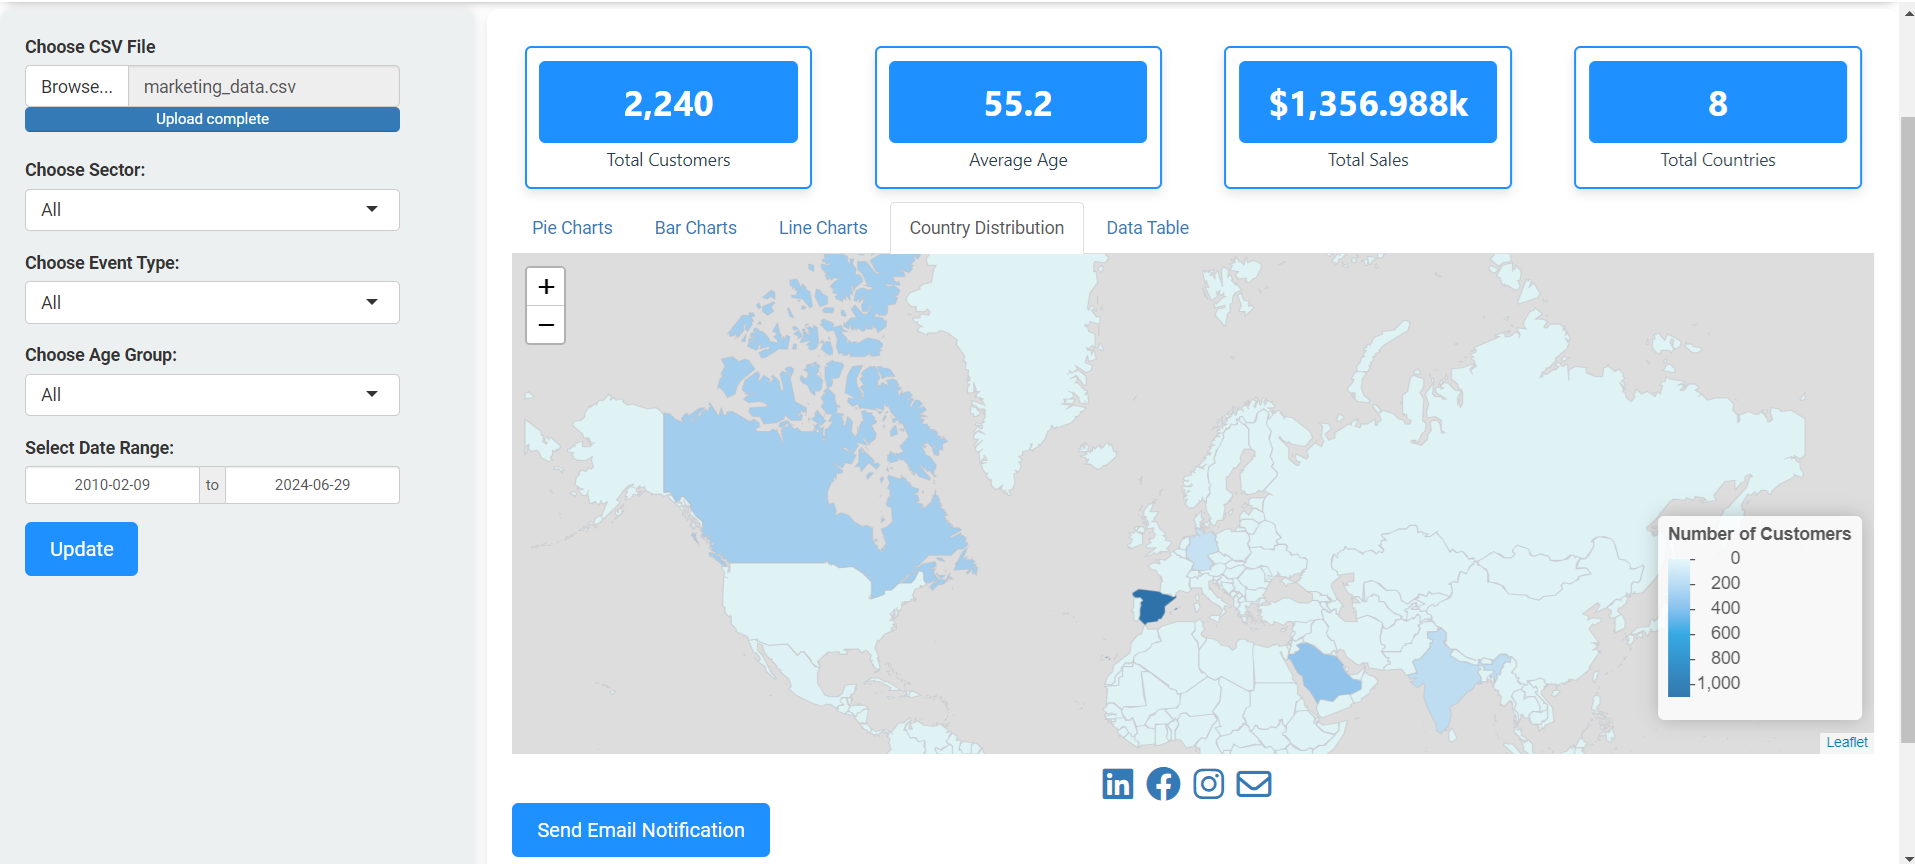 Choose CSV File
Browse... marketing_data.csv
Upload complete
Choose Sector:
All
Choose Event Type:
All
Choose Age Group:
All
Select Date Range:
2010-02-09 to 2024-06-29
Update
2,240
Total Customers
55.2
Average Age
$1,356.988k
Total Sales
8
Total Countries
Pie Charts Bar Charts Line Charts Country Distribution Data Table
+
−
Number of Customers
0
200
400
600
800
1,000
Leaflet
in
Send Email Notification